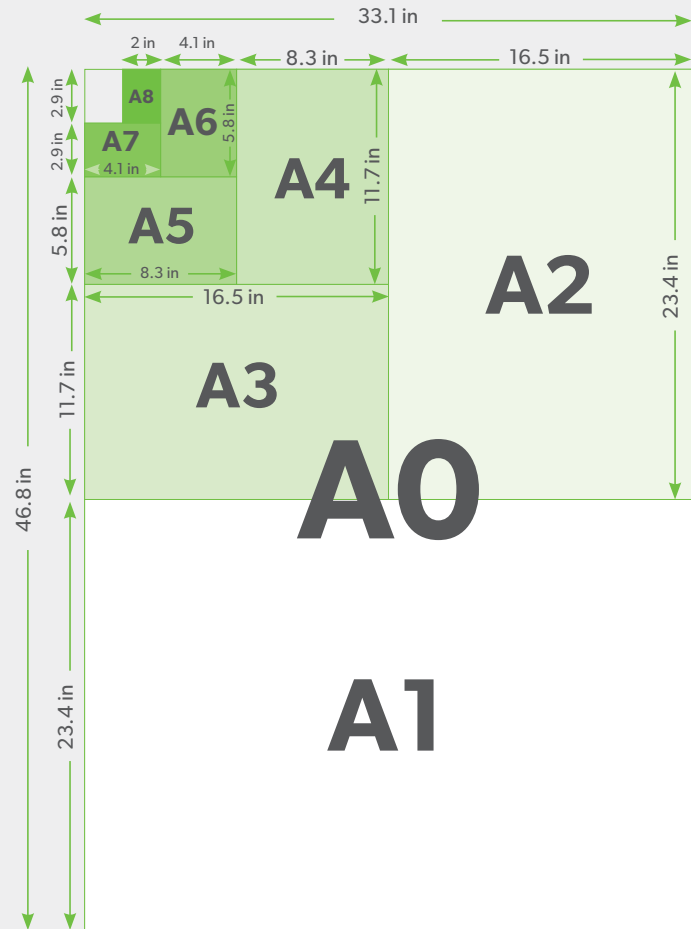 33.1 in
2 in
4.1 in
8.3 in
16.5 in
2.9 in
A8
A6
5.8 in
A4
11.7 in
A2
23.4 in
2.9 in
A7
4.1 in
5.8 in
A5
8.3 in
16.5 in
11.7 in
A3
46.8 in
A0
23.4 in
A1